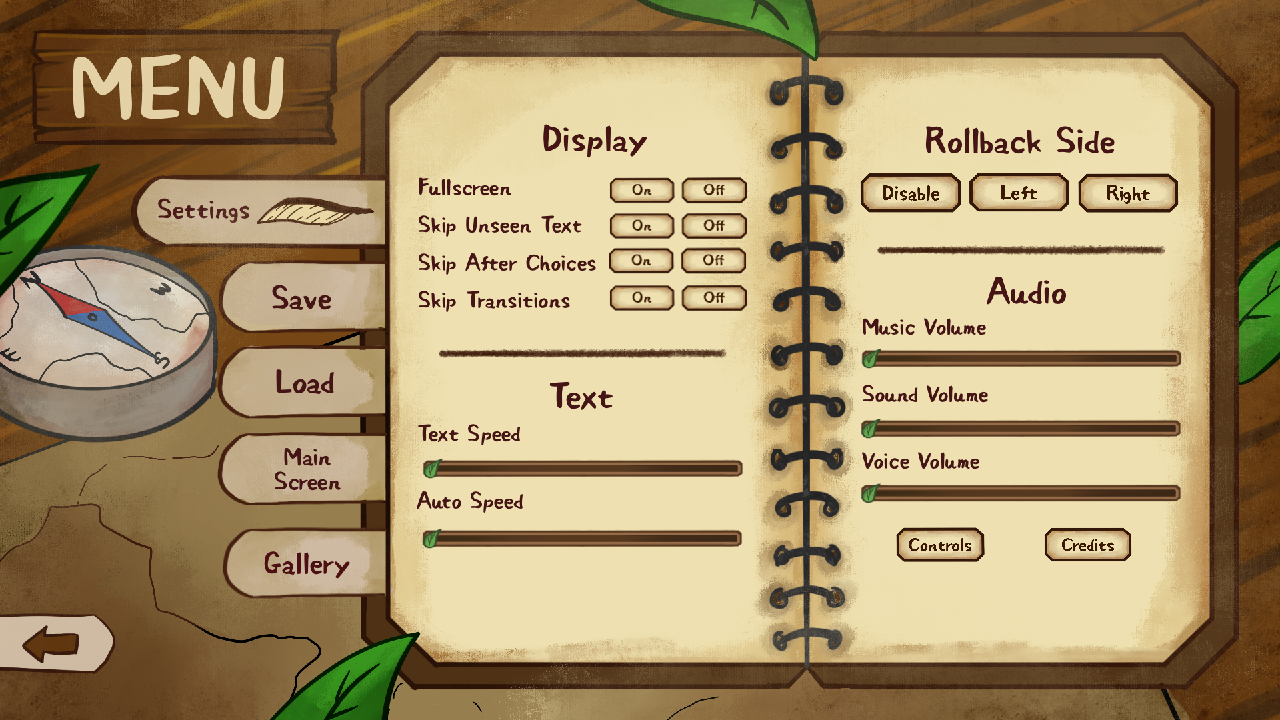 MENU
Settings
Save
Load
Main
Screen
Gallery
Display
Fullscreen On Off
Skip Unseen Text On Off
Skip After Choices On Off
Skip Transitions On Off
Text
Text Speed
Auto Speed
Rollback Side
Disable Left Right
Audio
Music Volume
Sound Volume
Voice Volume
Controls Credits
N
W
E
S